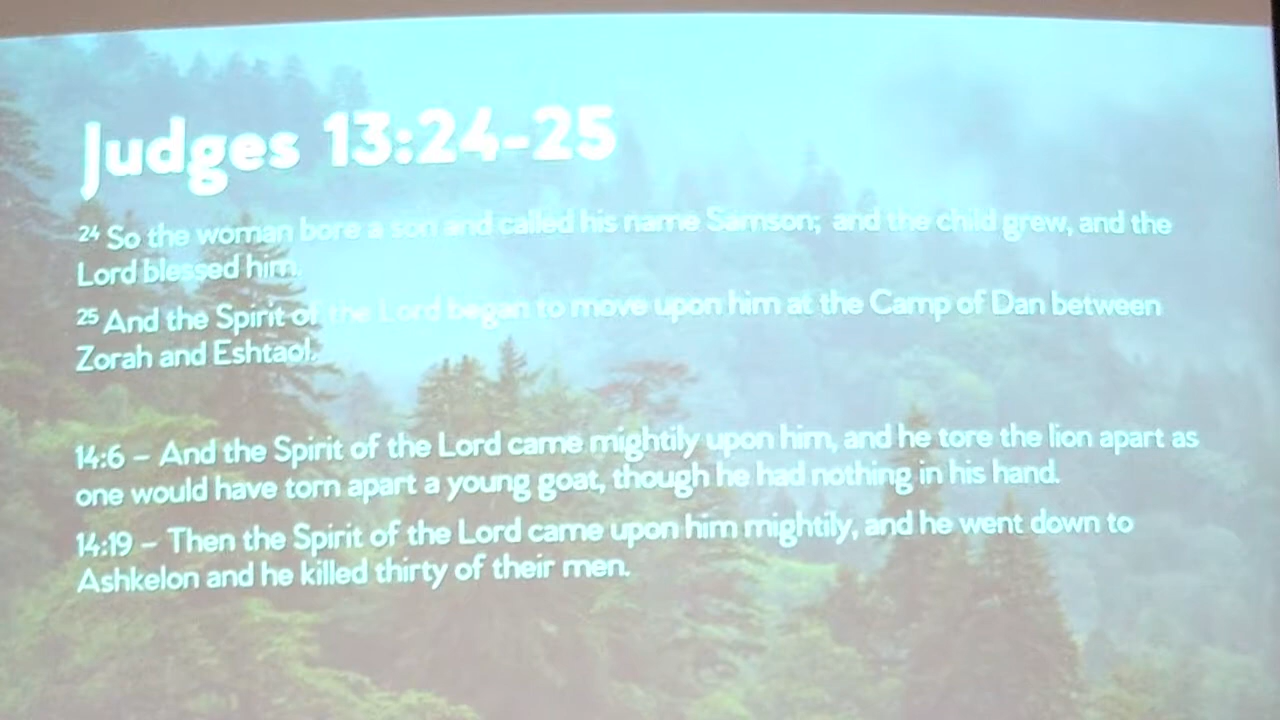 Judges 13:24-25
24 So the woman bore a son and called his name Samson; and the child grew, and the
Lord blessed him.
25 And the Spirit of the Lord began to move upon him at the Camp of Dan between
Zorah and Eshtaol.
14:6 – And the Spirit of the Lord came mightily upon him, and he tore the lion apart as
one would have torn apart a young goat, though he had nothing in his hand.
14:19 – Then the Spirit of the Lord came upon him mightily, and he went down to
Ashkelon and he killed thirty of their men.